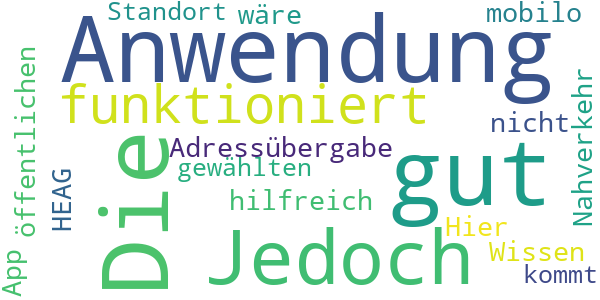 Standort
wäre
mobilo
Anwendung
funktioniert
nicht
Adressübergabe
gewählten
gut
hilfreich
Hier
Jedoch
Wissen
kommt
öffentlichen
App
HEAG
Die
Nahverkehr